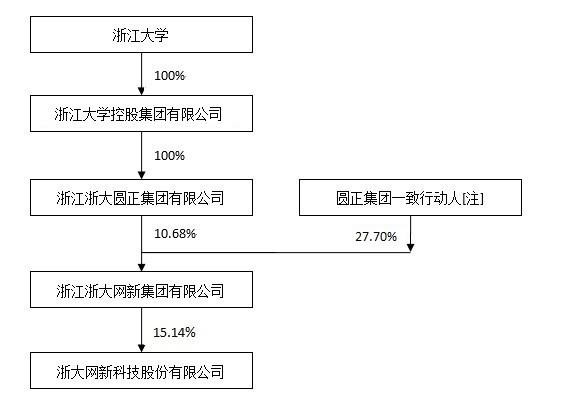 浙江大学
100%
浙江大学控股集团有限公司
100%
浙江浙大圆正集团有限公司
圆正集团一致行动人[注]
10.68%
27.70%
浙江浙大网新集团有限公司
15.14%
浙大网新科技股份有限公司